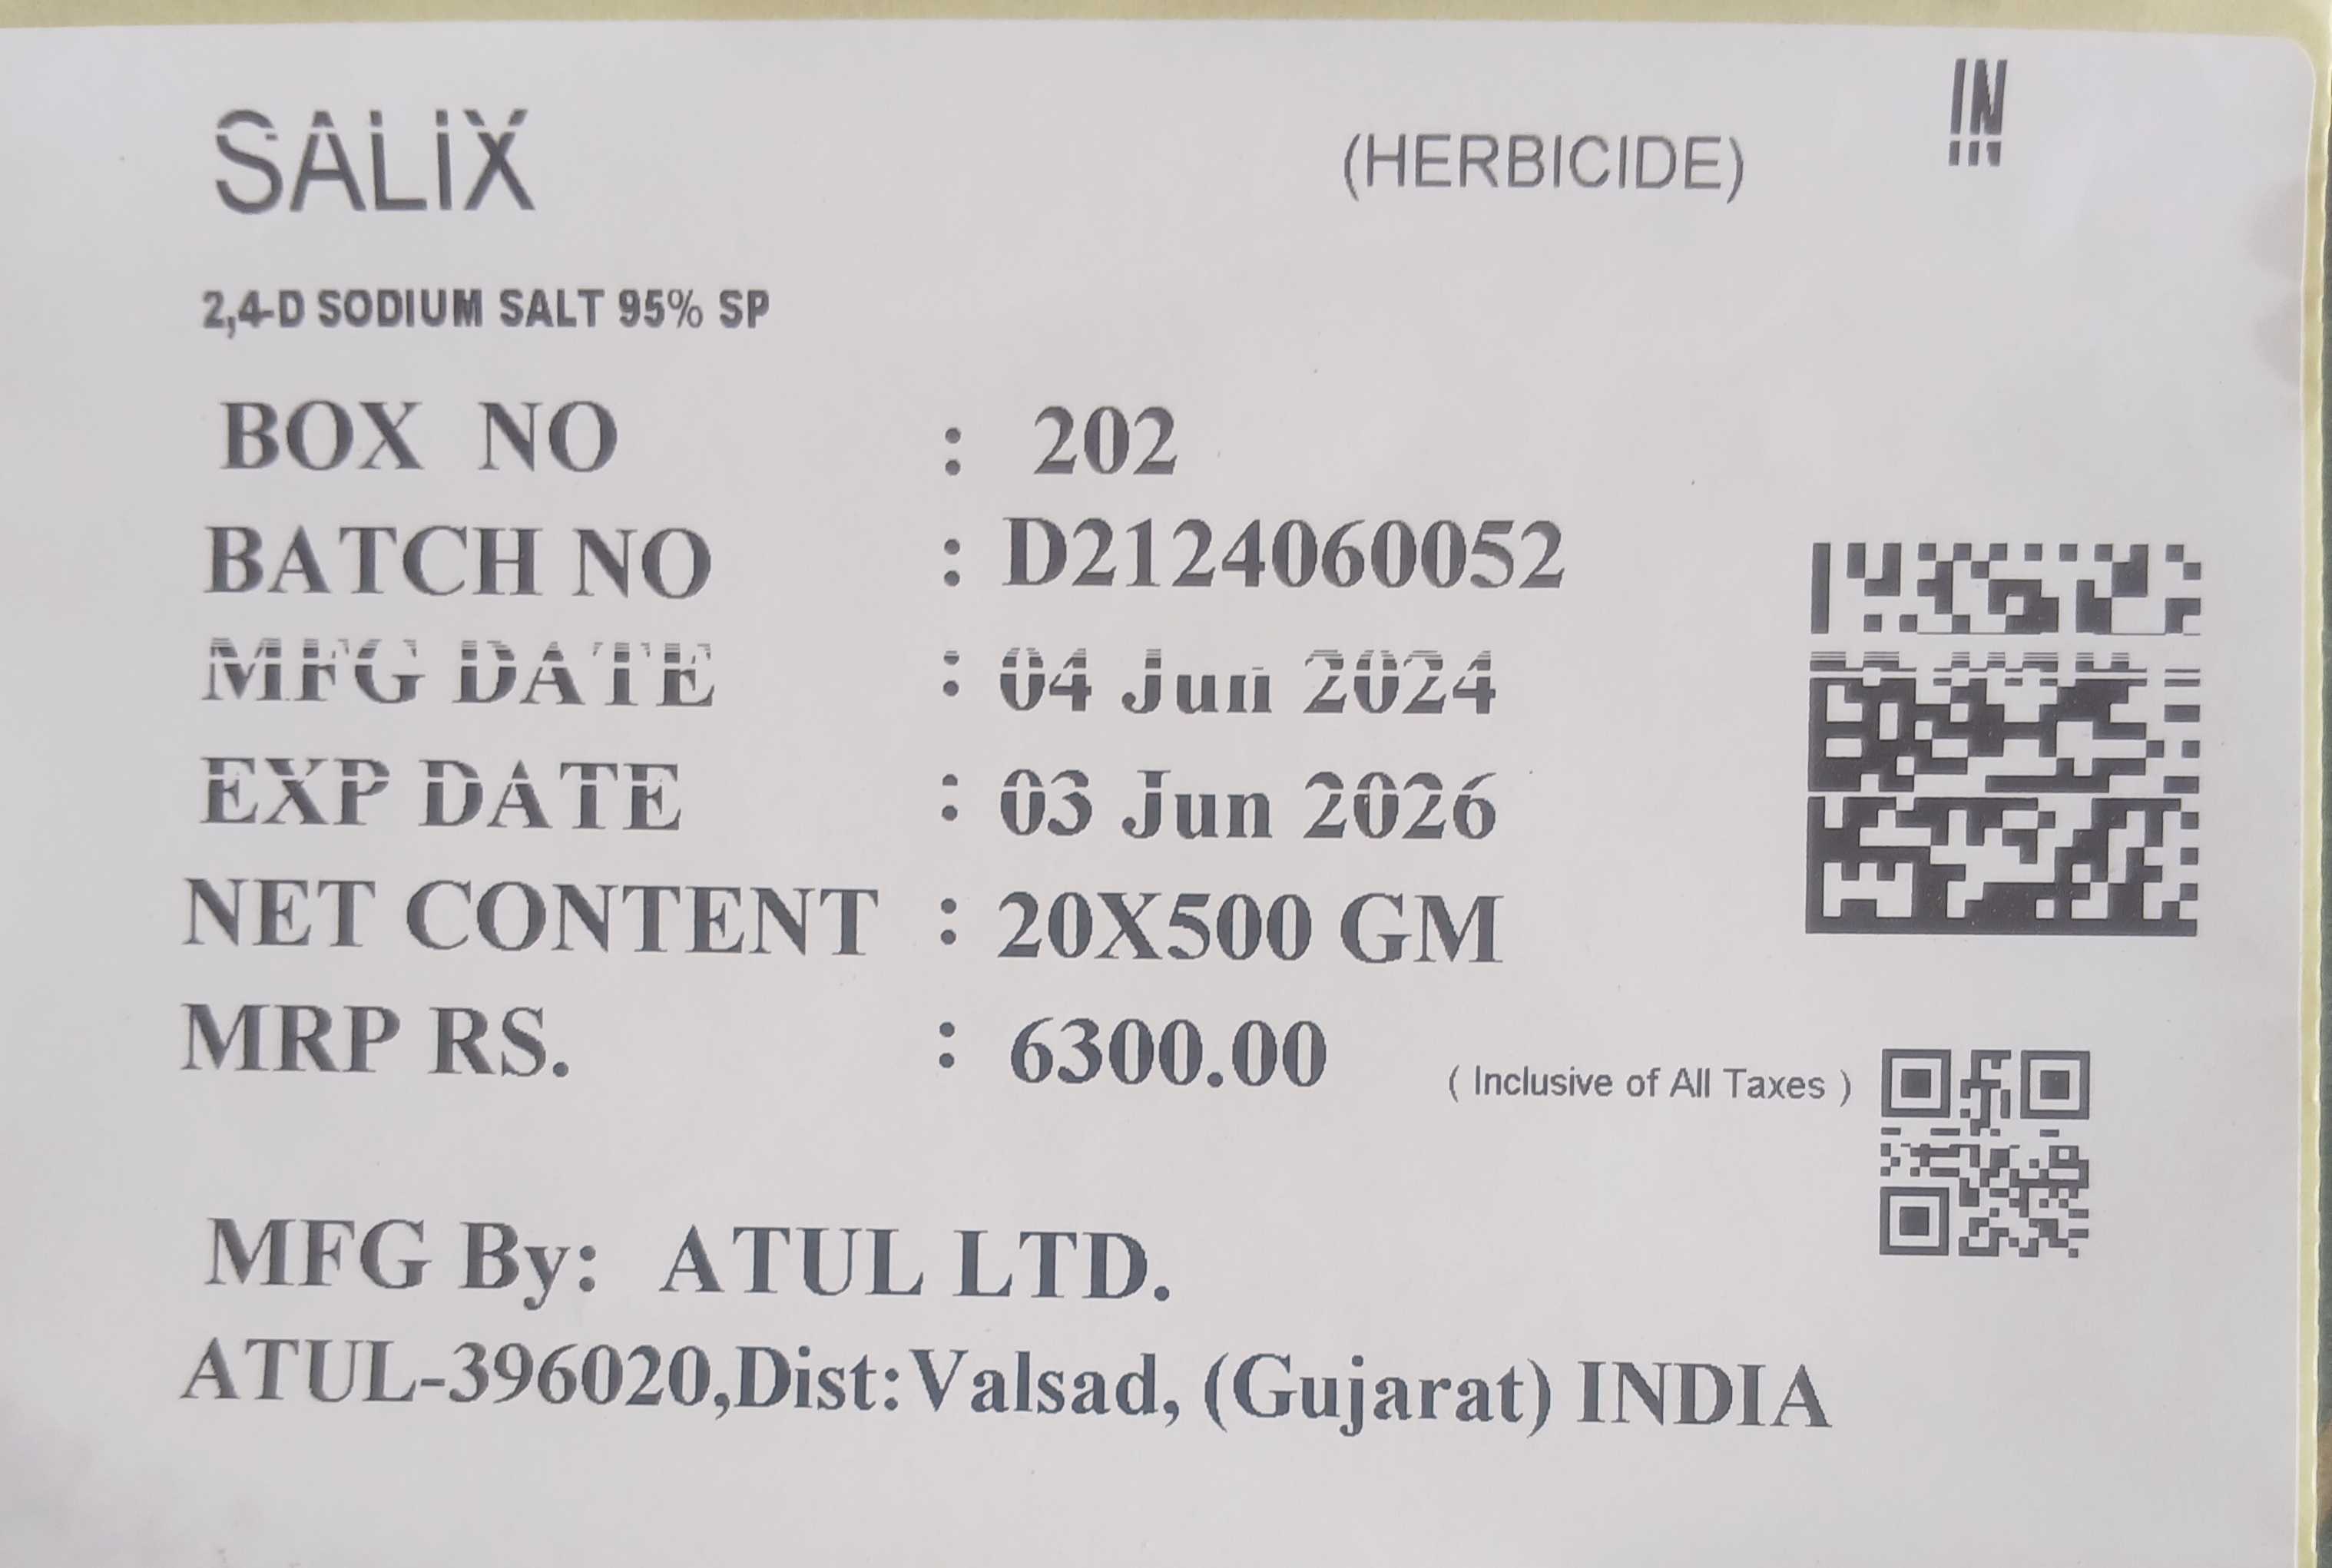 SALIX
(HERBICIDE)
IN
2,4-D SODIUM SALT 95% SP
BOX NO : 202
BATCH NO : D2124060052
MFG DATE : 04 Jun 2024
EXP DATE : 03 Jun 2026
NET CONTENT : 20X500 GM
MRP RS. : 6300.00 ( Inclusive of All Taxes )
MFG By: ATUL LTD.
ATUL-396020,Dist:Valsad, (Gujarat) INDIA